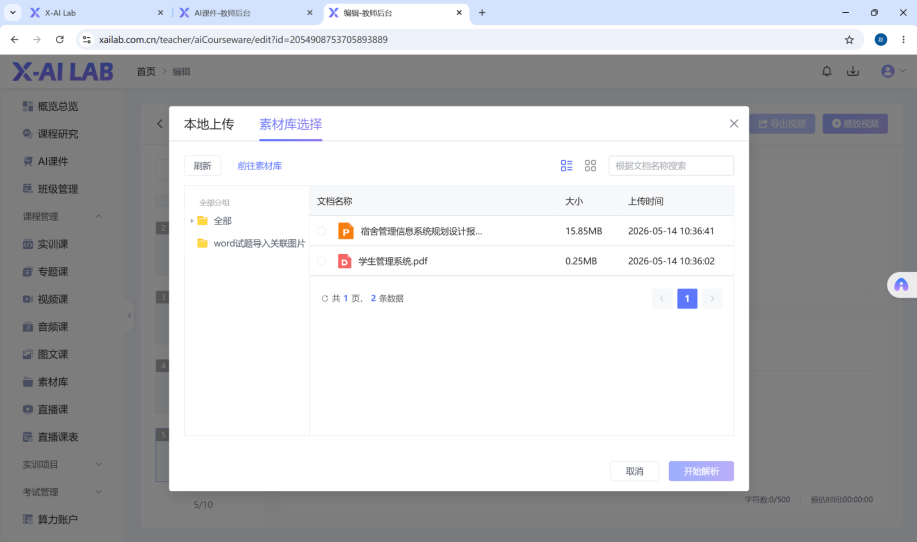 X-AI Lab
AI课件-教师后台
编辑-教师后台
xailab.com.cn/teacher/aiCourseware/edit?id=2054908753705893889
X-AI LAB
首页 > 编辑
概览总览
课程研究
AI课件
班级管理
课程管理
实训课
专题课
视频课
音频课
图文课
素材库
直播课
直播课表
实训项目
考试管理
算力账户
导出视频
播放视频
本地上传
素材库选择
刷新
前往素材库
根据文档名称搜索
全部分组
全部
word试题导入关联图片
文档名称 大小 上传时间
宿舍管理信息系统规划设计报... 15.85MB 2026-05-14 10:36:41
学生管理系统.pdf 0.25MB 2026-05-14 10:36:02
共 1 页, 2 条数据
1
取消
开始解析
2
3
4
5
5/10
字符数:0/500
预估时间:00:00:00